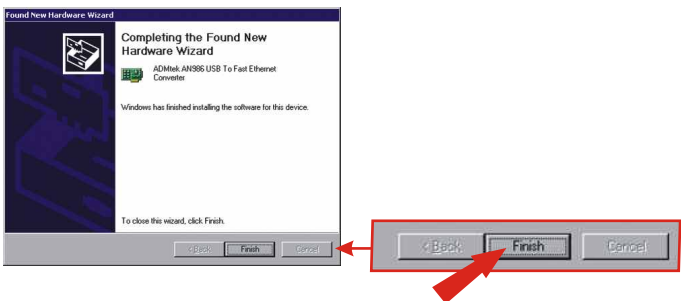 Found New Hardware Wizard
Completing the Found New
Hardware Wizard
ADMtek AN986 USB To Fast Ethernet
Converter
Windows has finished installing the software for this device.
To close this wizard, click Finish.
< Back Finish Cancel
< Back Finish Cancel